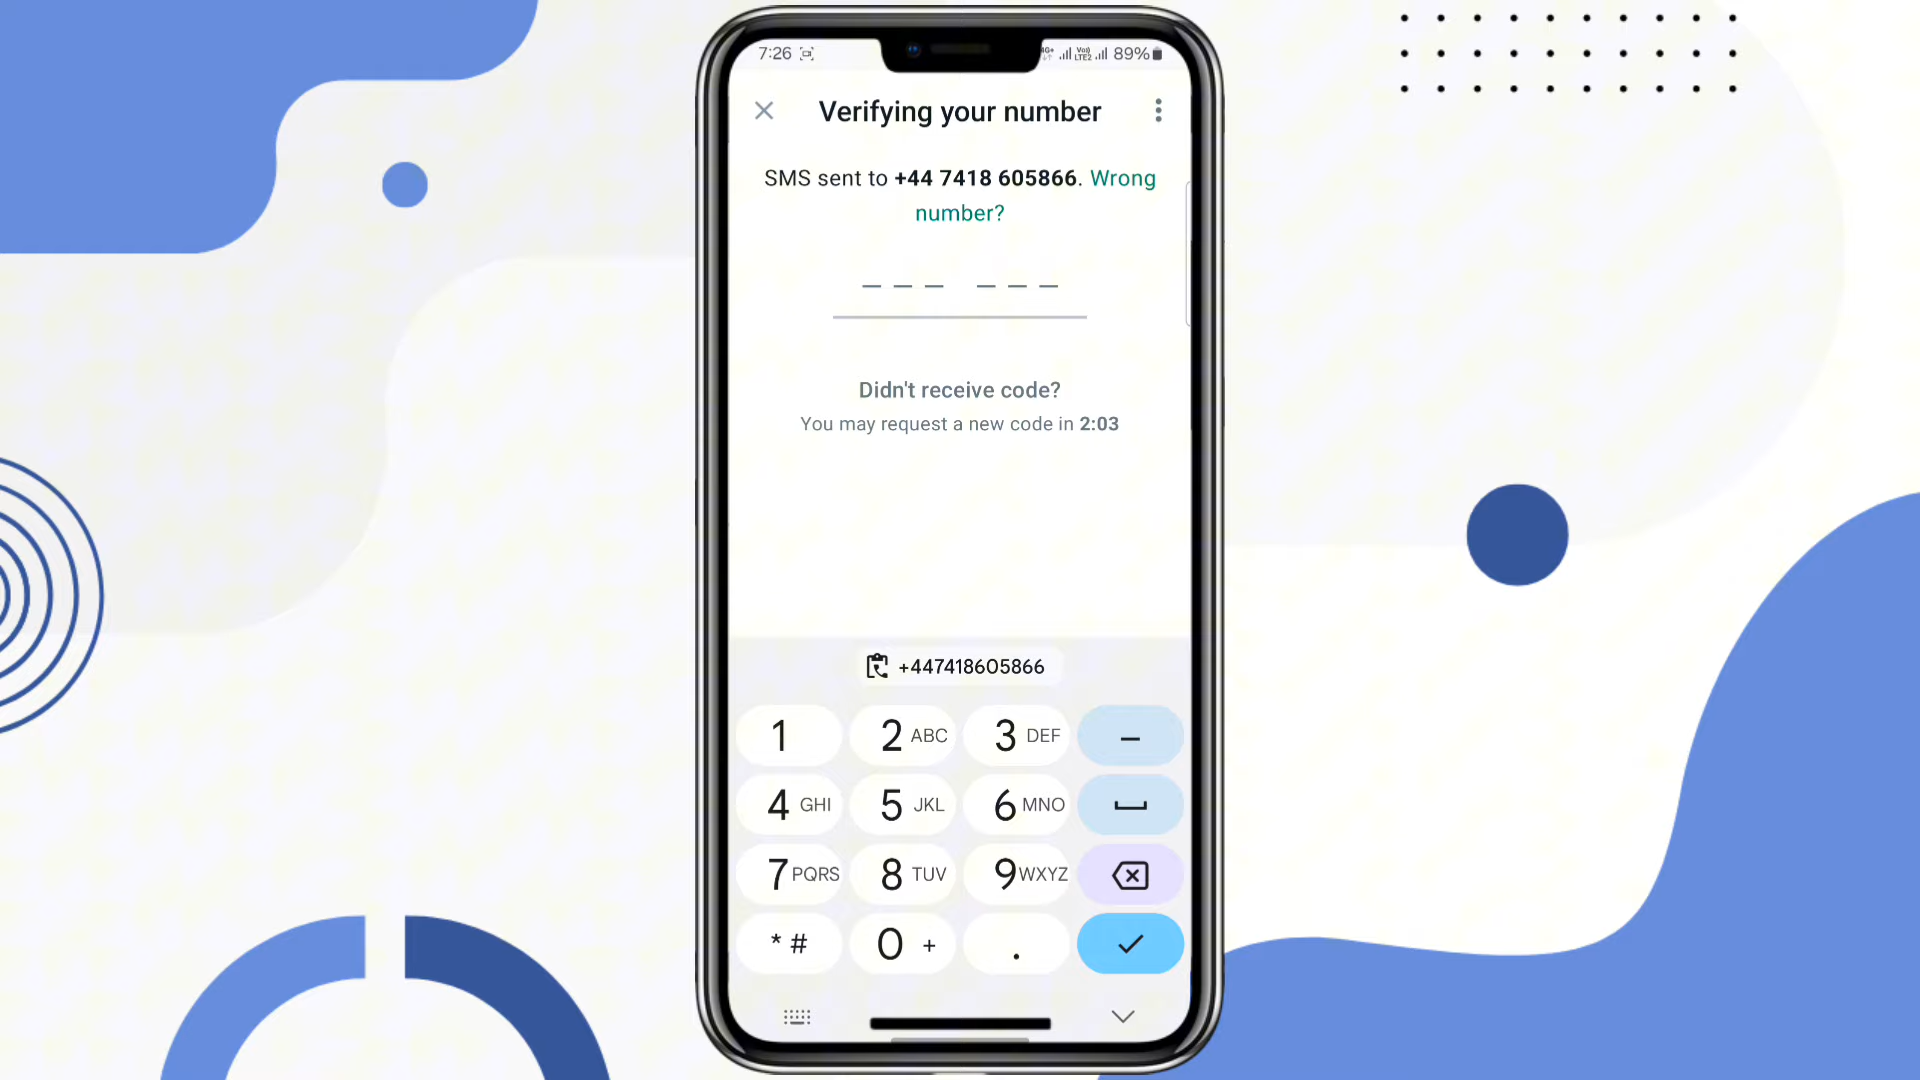 7:26 89%
Verifying your number
SMS sent to +44 7418 605866. Wrong
number?
Didn't receive code?
You may request a new code in 2:03
+447418605866
1 2 ABC 3 DEF –
4 GHI 5 JKL 6 MNO
7 PQRS 8 TUV 9 WXYZ
* # 0 + .